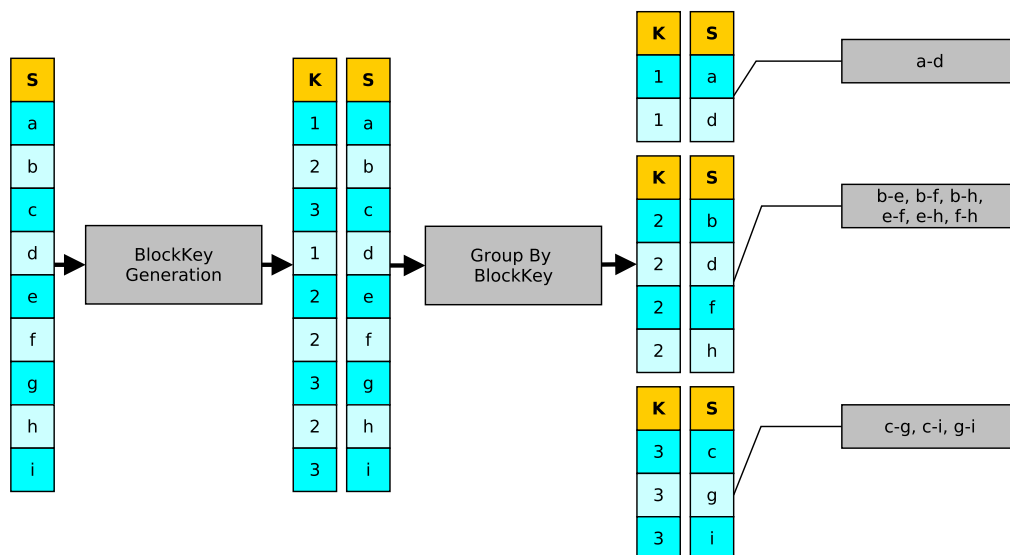 S
a
b
c
d
e
f
g
h
i
BlockKey
Generation
K S
1 a
2 b
3 c
1 d
2 e
2 f
3 g
2 h
3 i
Group By
BlockKey
K S
1 a
1 d
a-d
K S
2 b
2 d
2 f
2 h
b-e, b-f, b-h,
e-f, e-h, f-h
K S
3 c
3 g
3 i
c-g, c-i, g-i